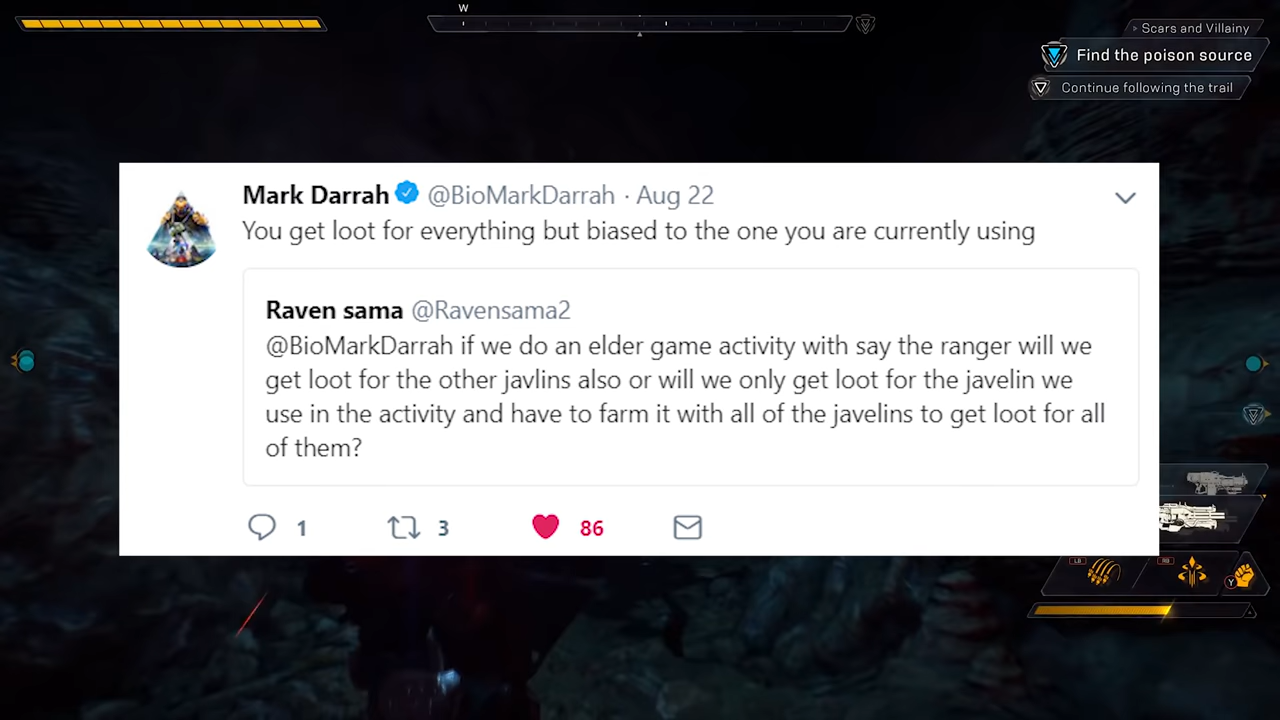 W
Scars and Villainy
Find the poison source
Continue following the trail
Mark Darrah @BioMarkDarrah · Aug 22
You get loot for everything but biased to the one you are currently using
Raven sama @Ravensama2
@BioMarkDarrah if we do an elder game activity with say the ranger will we
get loot for the other javlins also or will we only get loot for the javelin we
use in the activity and have to farm it with all of the javelins to get loot for all
of them?
1 3 86
LB RB Y